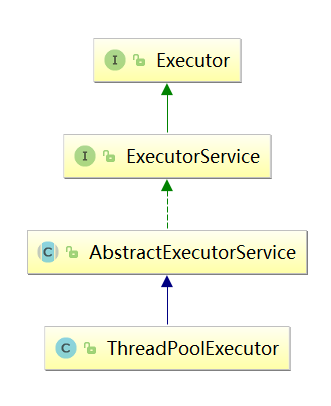 I Executor
I ExecutorService
C AbstractExecutorService
C ThreadPoolExecutor